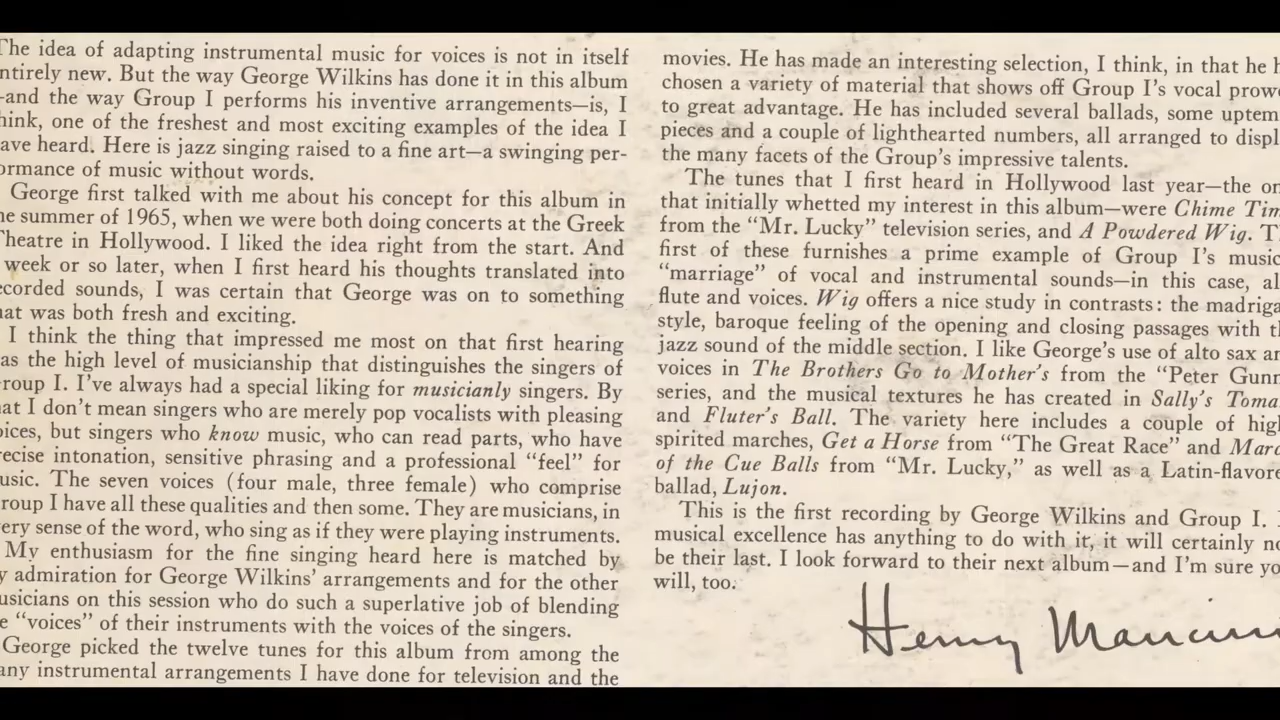 The idea of adapting instrumental music for voices is not in itself
ntirely new. But the way George Wilkins has done it in this album
—and the way Group I performs his inventive arrangements—is, I
hink, one of the freshest and most exciting examples of the idea I
ave heard. Here is jazz singing raised to a fine art—a swinging per-
ormance of music without words.
George first talked with me about his concept for this album in
he summer of 1965, when we were both doing concerts at the Greek
Theatre in Hollywood. I liked the idea right from the start. And
week or so later, when I first heard his thoughts translated into
ecorded sounds, I was certain that George was on to something
hat was both fresh and exciting.
I think the thing that impressed me most on that first hearing
as the high level of musicianship that distinguishes the singers of
roup I. I've always had a special liking for musicianly singers. By
hat I don't mean singers who are merely pop vocalists with pleasing
oices, but singers who know music, who can read parts, who have
recise intonation, sensitive phrasing and a professional "feel" for
usic. The seven voices (four male, three female) who comprise
roup I have all these qualities and then some. They are musicians, in
ery sense of the word, who sing as if they were playing instruments.
My enthusiasm for the fine singing heard here is matched by
y admiration for George Wilkins' arrangements and for the other
usicians on this session who do such a superlative job of blending
e "voices" of their instruments with the voices of the singers.
George picked the twelve tunes for this album from among the
any instrumental arrangements I have done for television and the
movies. He has made an interesting selection, I think, in that he h
chosen a variety of material that shows off Group I's vocal prowe
to great advantage. He has included several ballads, some uptem
pieces and a couple of lighthearted numbers, all arranged to displ
the many facets of the Group's impressive talents.
The tunes that I first heard in Hollywood last year—the on
that initially whetted my interest in this album—were Chime Tim
from the "Mr. Lucky" television series, and A Powdered Wig. T
first of these furnishes a prime example of Group I's music
"marriage" of vocal and instrumental sounds—in this case, al
flute and voices. Wig offers a nice study in contrasts: the madriga
style, baroque feeling of the opening and closing passages with t
jazz sound of the middle section. I like George's use of alto sax an
voices in The Brothers Go to Mother's from the "Peter Gunn
series, and the musical textures he has created in Sally's Toma
and Fluter's Ball. The variety here includes a couple of high
spirited marches, Get a Horse from "The Great Race" and Marc
of the Cue Balls from "Mr. Lucky," as well as a Latin-flavore
ballad, Lujon.
This is the first recording by George Wilkins and Group I.
musical excellence has anything to do with it, it will certainly no
be their last. I look forward to their next album—and I'm sure yo
will, too.
Henry Mancini